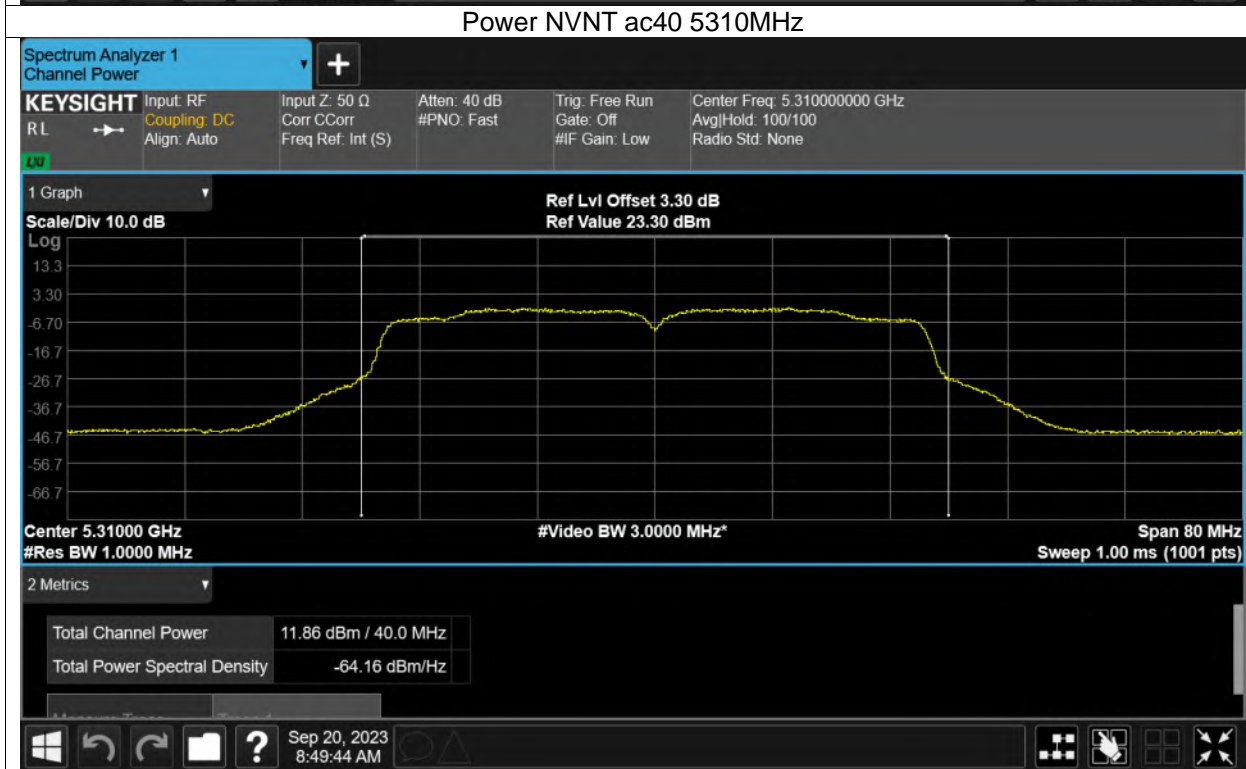 Power NVNT ac40 5310MHz
Spectrum Analyzer 1
Channel Power
KEYSIGHT
RL
LXI
Input: RF
Coupling: DC
Align: Auto
Input Z: 50 Ω
Corr CCorr
Freq Ref: Int (S)
Atten: 40 dB
#PNO: Fast
Trig: Free Run
Gate: Off
#IF Gain: Low
Center Freq: 5.310000000 GHz
Avg|Hold: 100/100
Radio Std: None
1 Graph
Scale/Div 10.0 dB
Ref Lvl Offset 3.30 dB
Ref Value 23.30 dBm
Log
13.3
3.30
-6.70
-16.7
-26.7
-36.7
-46.7
-56.7
-66.7
Center 5.31000 GHz
#Res BW 1.0000 MHz
#Video BW 3.0000 MHz*
Span 80 MHz
Sweep 1.00 ms (1001 pts)
2 Metrics
Total Channel Power 11.86 dBm / 40.0 MHz
Total Power Spectral Density -64.16 dBm/Hz
?
Sep 20, 2023
8:49:44 AM